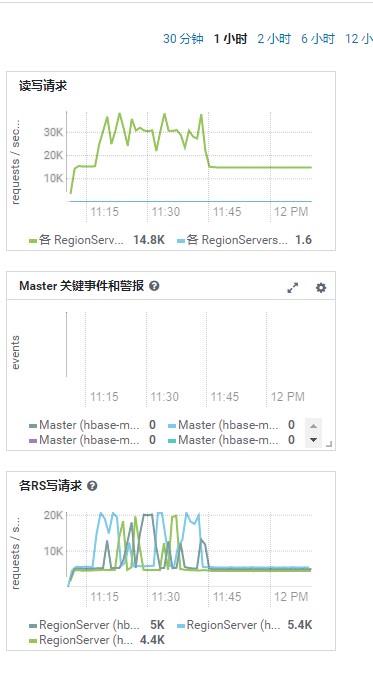 30 分钟 1 小时 2 小时 6 小时 12 小
读写请求
requests / sec...
30K
20K
10K
11:15 11:30 11:45 12 PM
各 RegionServ... 14.8K 各 RegionServers... 1.6
Master 关键事件和警报
events
11:15 11:30 11:45 12 PM
Master (hbase-m... 0 Master (hbase-m... 0
Master (hbase-m... 0 Master (hbase-m... 0
各RS写请求
requests / s...
20K
10K
11:15 11:30 11:45 12 PM
RegionServer (hb... 5K RegionServer (h... 5.4K
RegionServer (h... 4.4K